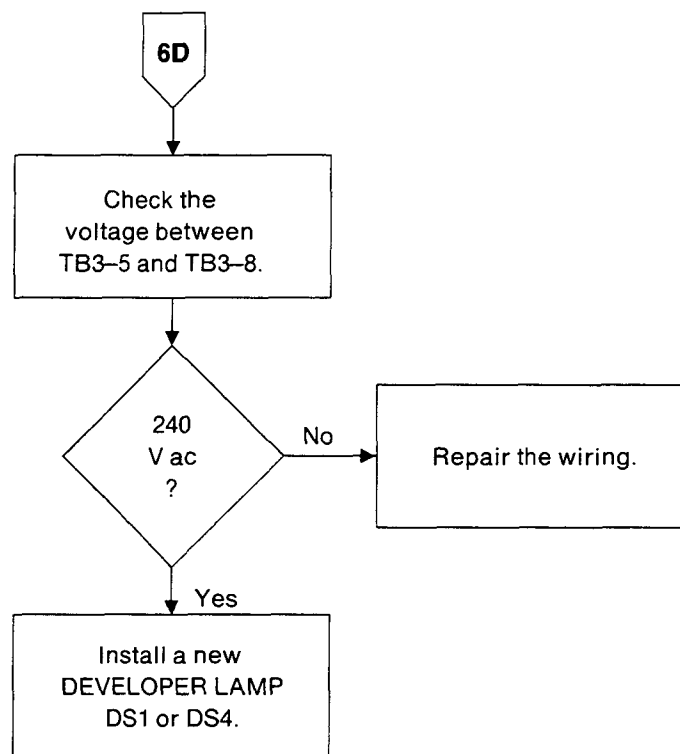 6D
Check the
voltage between
TB3–5 and TB3–8.
240
V ac
?
No
Repair the wiring.
Yes
Install a new
DEVELOPER LAMP
DS1 or DS4.